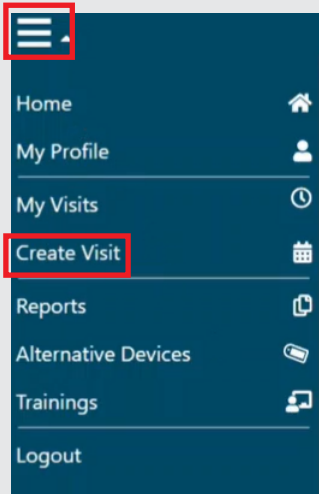 Home
My Profile
My Visits
Create Visit
Reports
Alternative Devices
Trainings
Logout